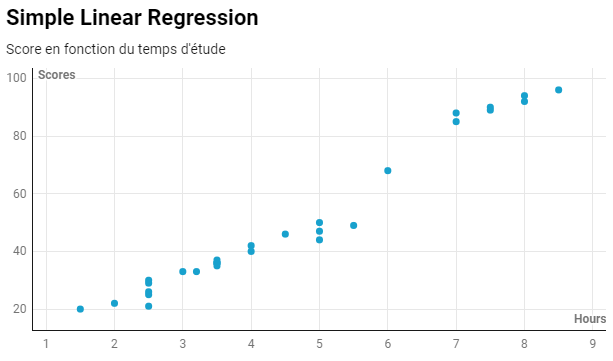 Simple Linear Regression
Score en fonction du temps d'étude
Scores
100
80
60
40
20
Hours
1 2 3 4 5 6 7 8 9